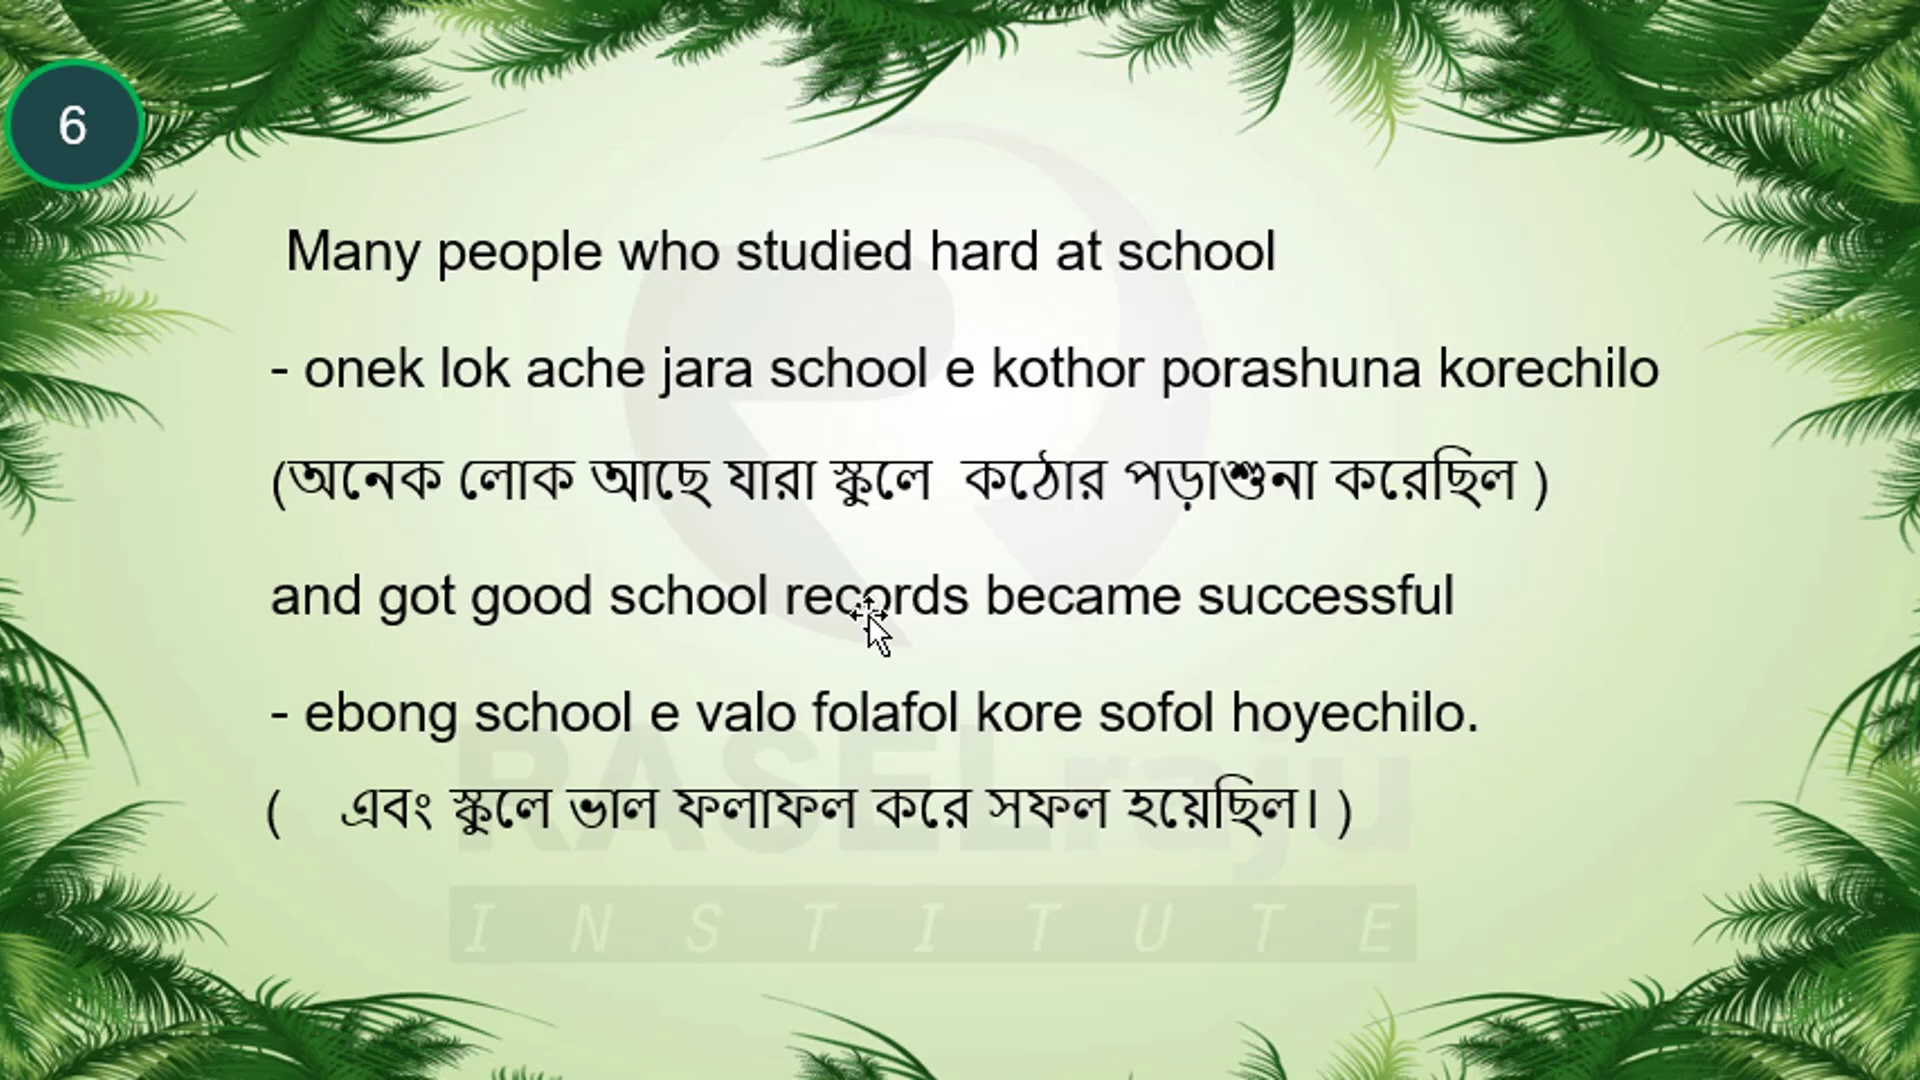 6
Many people who studied hard at school
- onek lok ache jara school e kothor porashuna korechilo
(অনেক লোক আছে যারা স্কুলে কঠোর পড়াশুনা করেছিল )
and got good school records became successful
- ebong school e valo folafol kore sofol hoyechilo.
( এবং স্কুলে ভাল ফলাফল করে সফল হয়েছিল। )
RASELraju
INSTITUTE